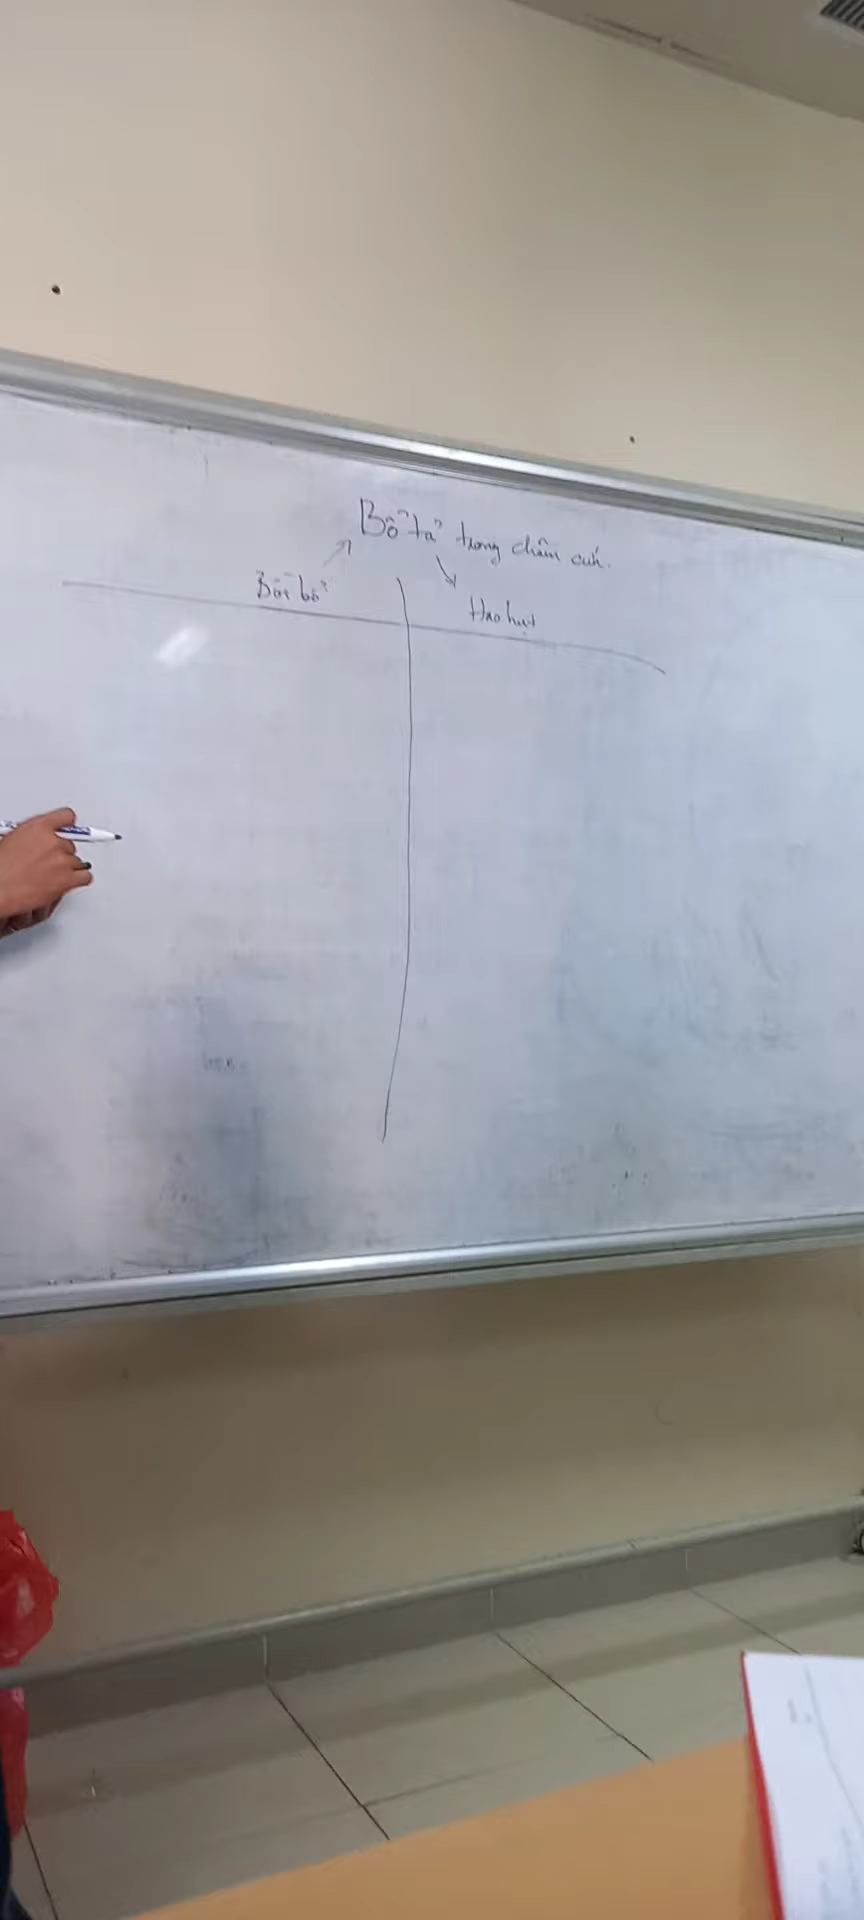 Bổ tả trong châm cứu.
Bồi bổ
Hao hụt